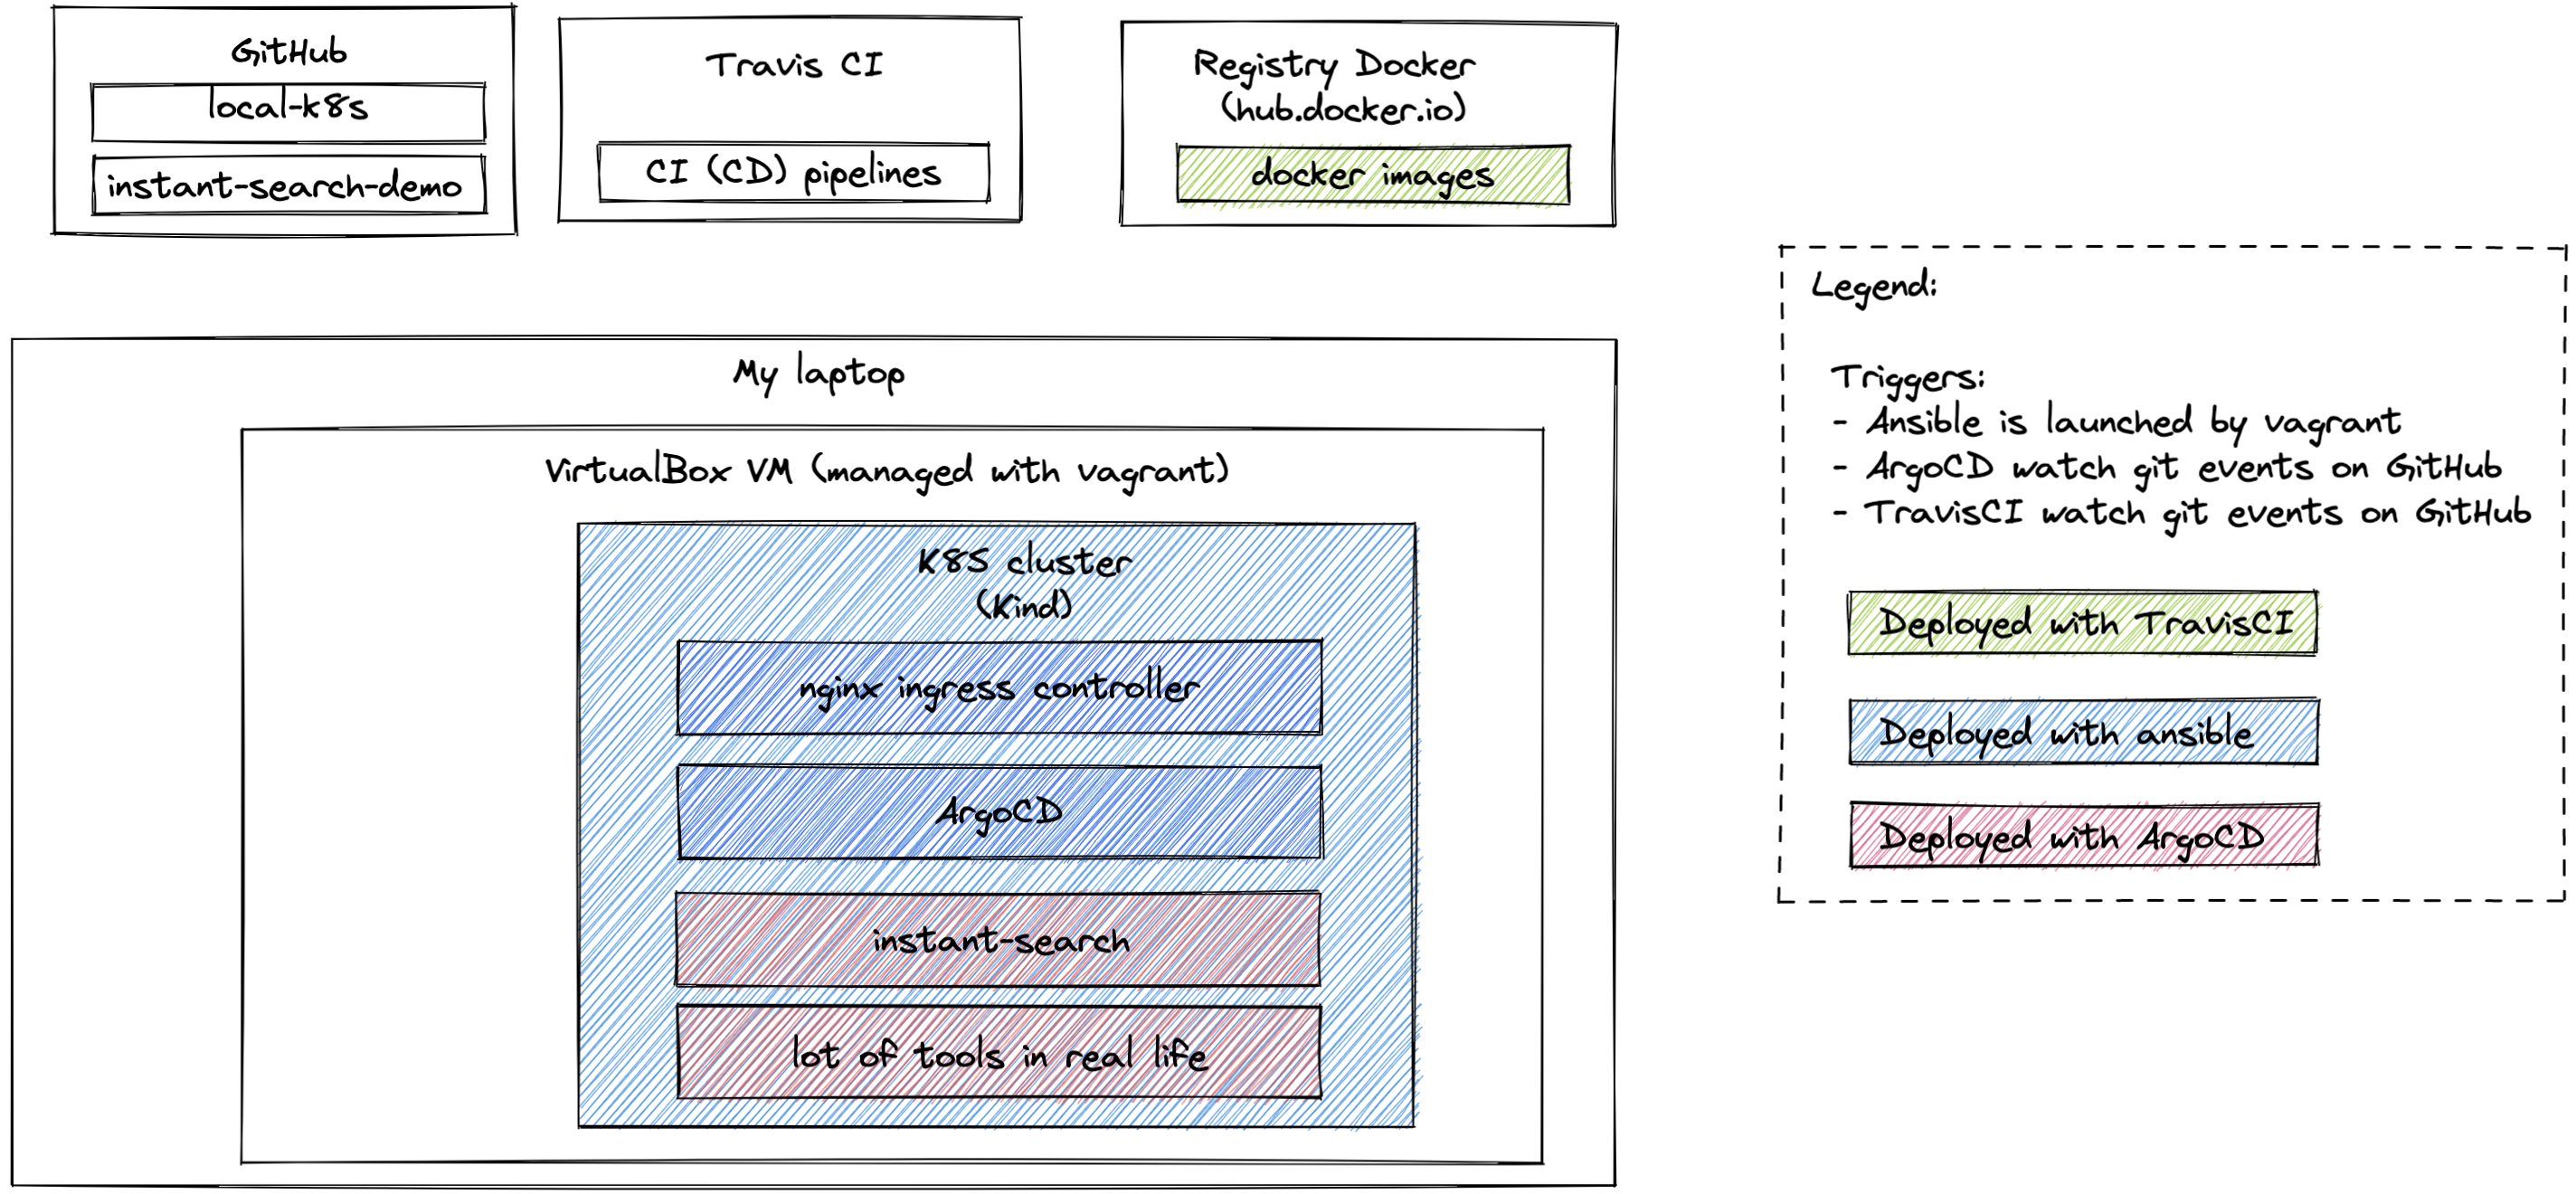 GitHub
local-k8s
instant-search-demo
Travis CI
CI (CD) pipelines
Registry Docker
(hub.docker.io)
docker images
My laptop
VirtualBox VM (managed with vagrant)
K8S cluster
(Kind)
nginx ingress controller
ArgoCD
instant-search
lot of tools in real life
Legend:
Triggers:
- Ansible is launched by vagrant
- ArgoCD watch git events on GitHub
- TravisCI watch git events on GitHub
Deployed with TravisCI
Deployed with ansible
Deployed with ArgoCD